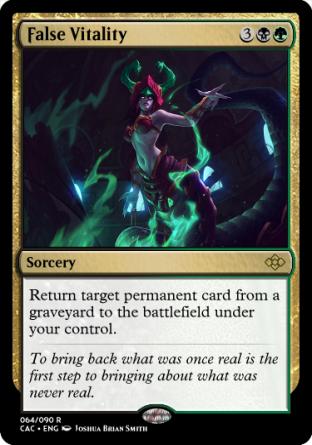 False Vitality 3
Sorcery
Return target permanent card from a
graveyard to the battlefield under
your control.
To bring back what was once real is the
first step to bringing about what was
never real.
064/090 R
CAC • ENG Joshua Brian Smith